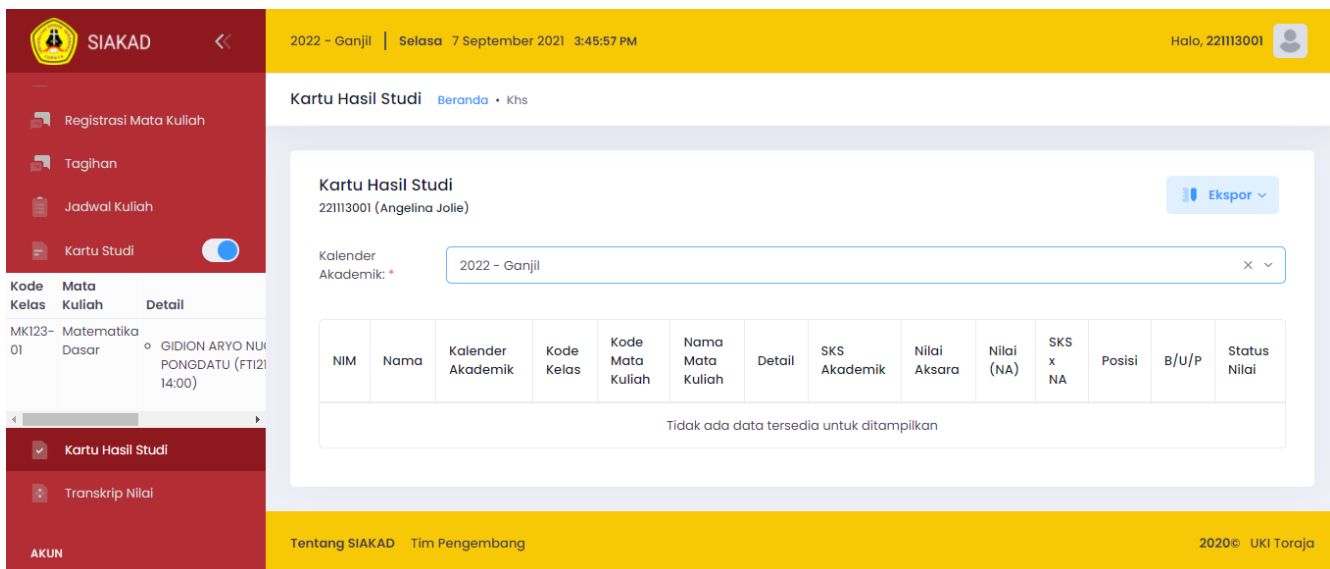 SIAKAD
2022 - Ganjil | Selasa 7 September 2021 3:45:57 PM
Halo, 221113001
Registrasi Mata Kuliah
Tagihan
Jadwal Kuliah
Kartu Studi
Kode Kelas
Mata Kuliah
Detail
MK123-01
Matematika Dasar
GIDION ARYO NU
PONGDATU (FTI21
14:00)
Kartu Hasil Studi
Transkrip Nilai
AKUN
Kartu Hasil Studi Beranda • Khs
Kartu Hasil Studi
221113001 (Angelina Jolie)
Ekspor
Kalender
Akademik: *
2022 - Ganjil
NIM
Nama
Kalender Akademik
Kode Kelas
Kode Mata Kuliah
Nama Mata Kuliah
Detail
SKS Akademik
Nilai Aksara
Nilai (NA)
SKS x NA
Posisi
B/U/P
Status Nilai
Tidak ada data tersedia untuk ditampilkan
Tentang SIAKAD Tim Pengembang
2020© UKI Toraja